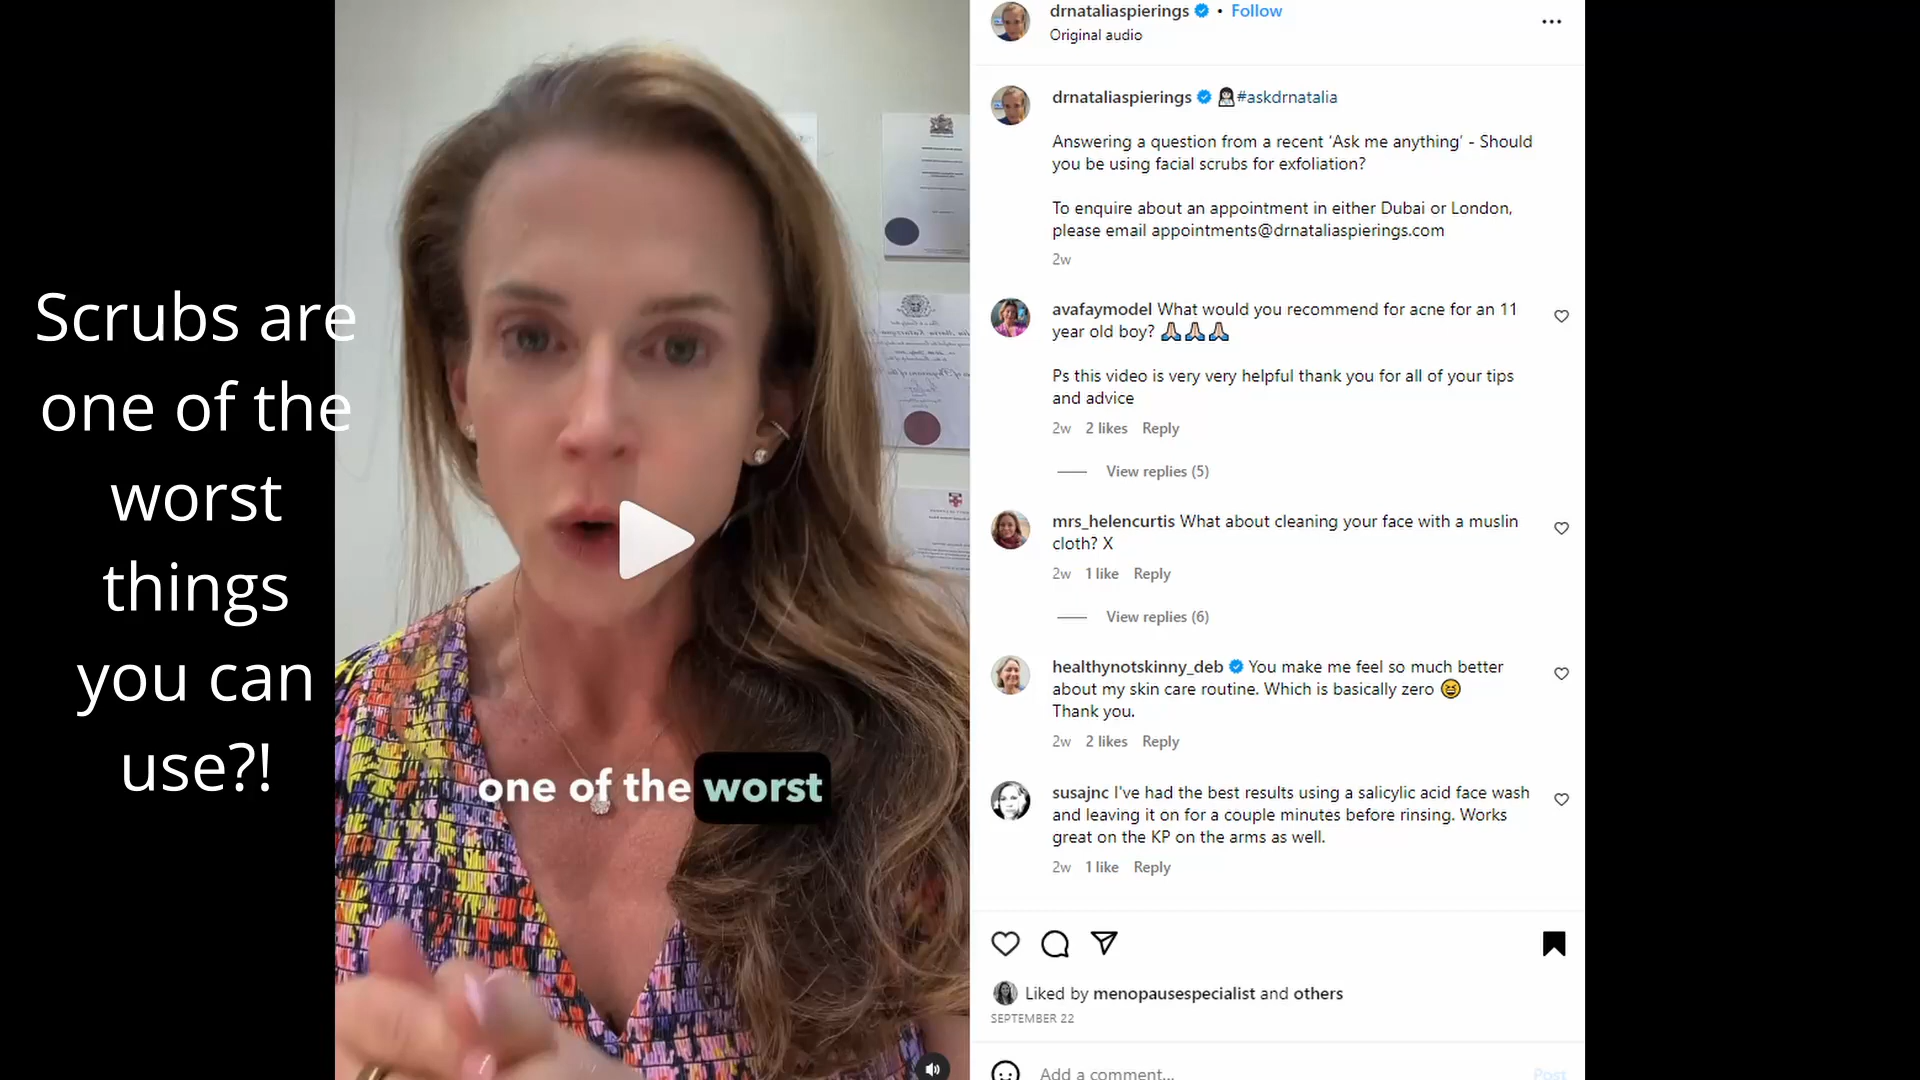 Scrubs are
one of the
worst
things
you can
use?!
one of the worst
drnataliaspierings • Follow
Original audio
drnataliaspierings #askdrnatalia
Answering a question from a recent ‘Ask me anything’ - Should
you be using facial scrubs for exfoliation?
To enquire about an appointment in either Dubai or London,
please email appointments@drnataliaspierings.com
2w
avafaymodel What would you recommend for acne for an 11
year old boy? 🙏🏼🙏🏼🙏🏼
Ps this video is very very helpful thank you for all of your tips
and advice
2w 2 likes Reply
View replies (5)
mrs_helencurtis What about cleaning your face with a muslin
cloth? X
2w 1 like Reply
View replies (6)
healthynotskinny_deb You make me feel so much better
about my skin care routine. Which is basically zero 😆
Thank you.
2w 2 likes Reply
susajnc I've had the best results using a salicylic acid face wash
and leaving it on for a couple minutes before rinsing. Works
great on the KP on the arms as well.
2w 1 like Reply
Liked by menopausespecialist and others
SEPTEMBER 22
Add a comment...
Post